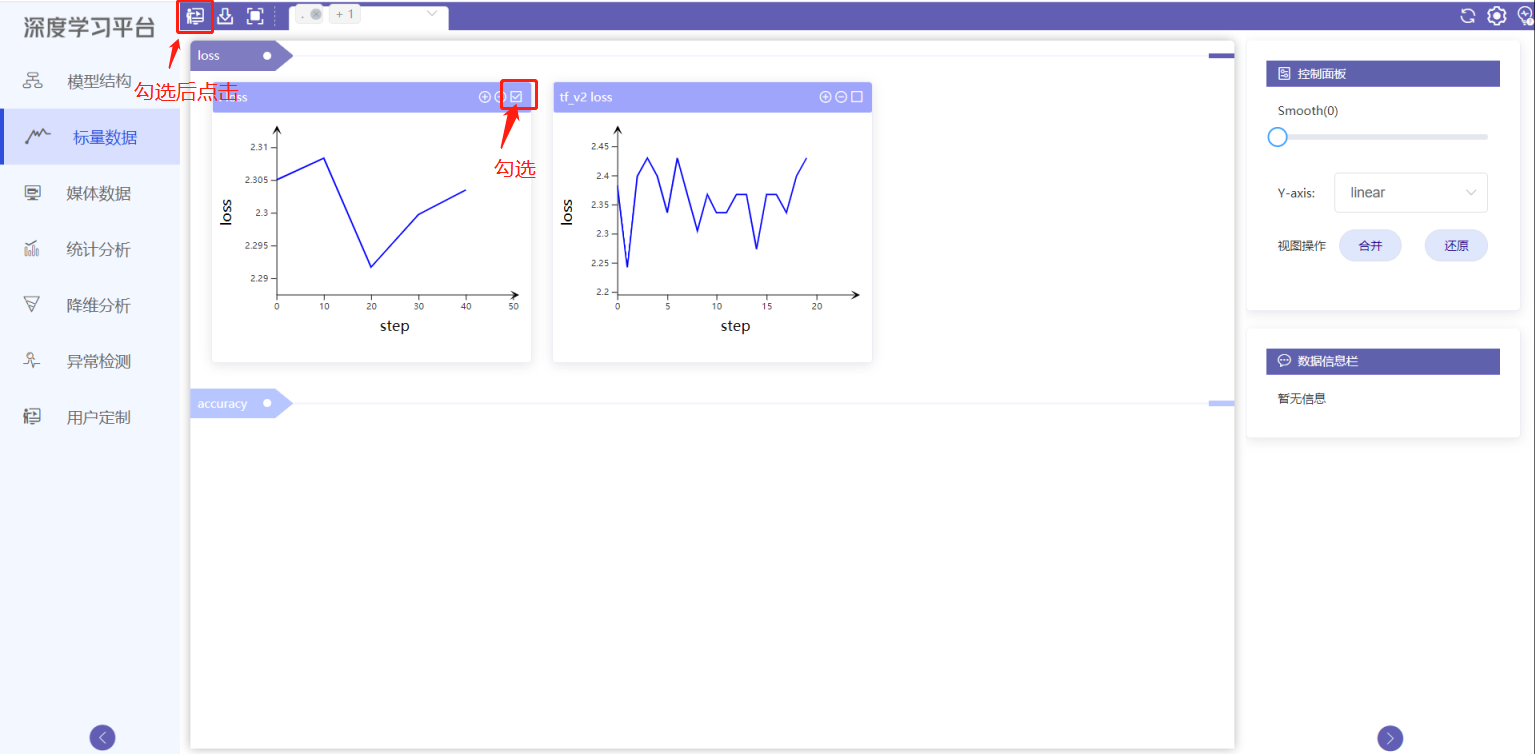 深度学习平台
. + 1
模型结构
标量数据
媒体数据
统计分析
降维分析
异常检测
用户定制
勾选后点击
loss
loss
2.31
2.305
2.3
2.295
2.29
loss
0 10 20 30 40 50
step
勾选
tf_v2 loss
2.45
2.4
2.35
2.3
2.25
2.2
loss
0 5 10 15 20
step
accuracy
控制面板
Smooth(0)
Y-axis: linear
视图操作 合并 还原
数据信息栏
暂无信息